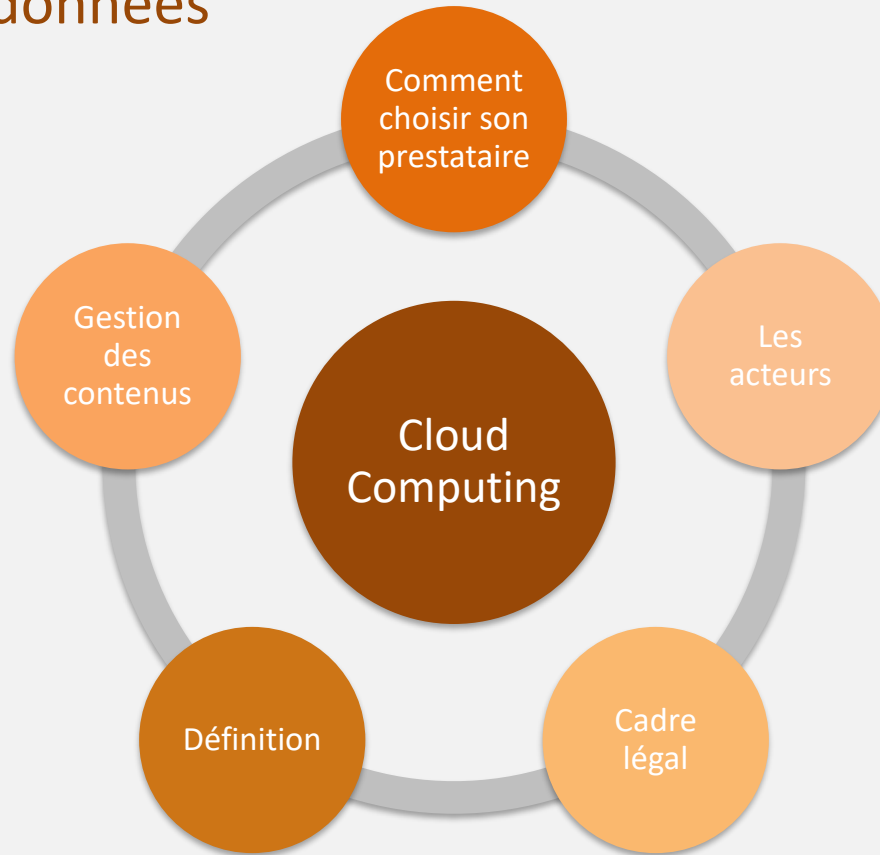 données
Comment
choisir son
prestataire
Les
acteurs
Cadre
légal
Définition
Gestion
des
contenus
Cloud
Computing